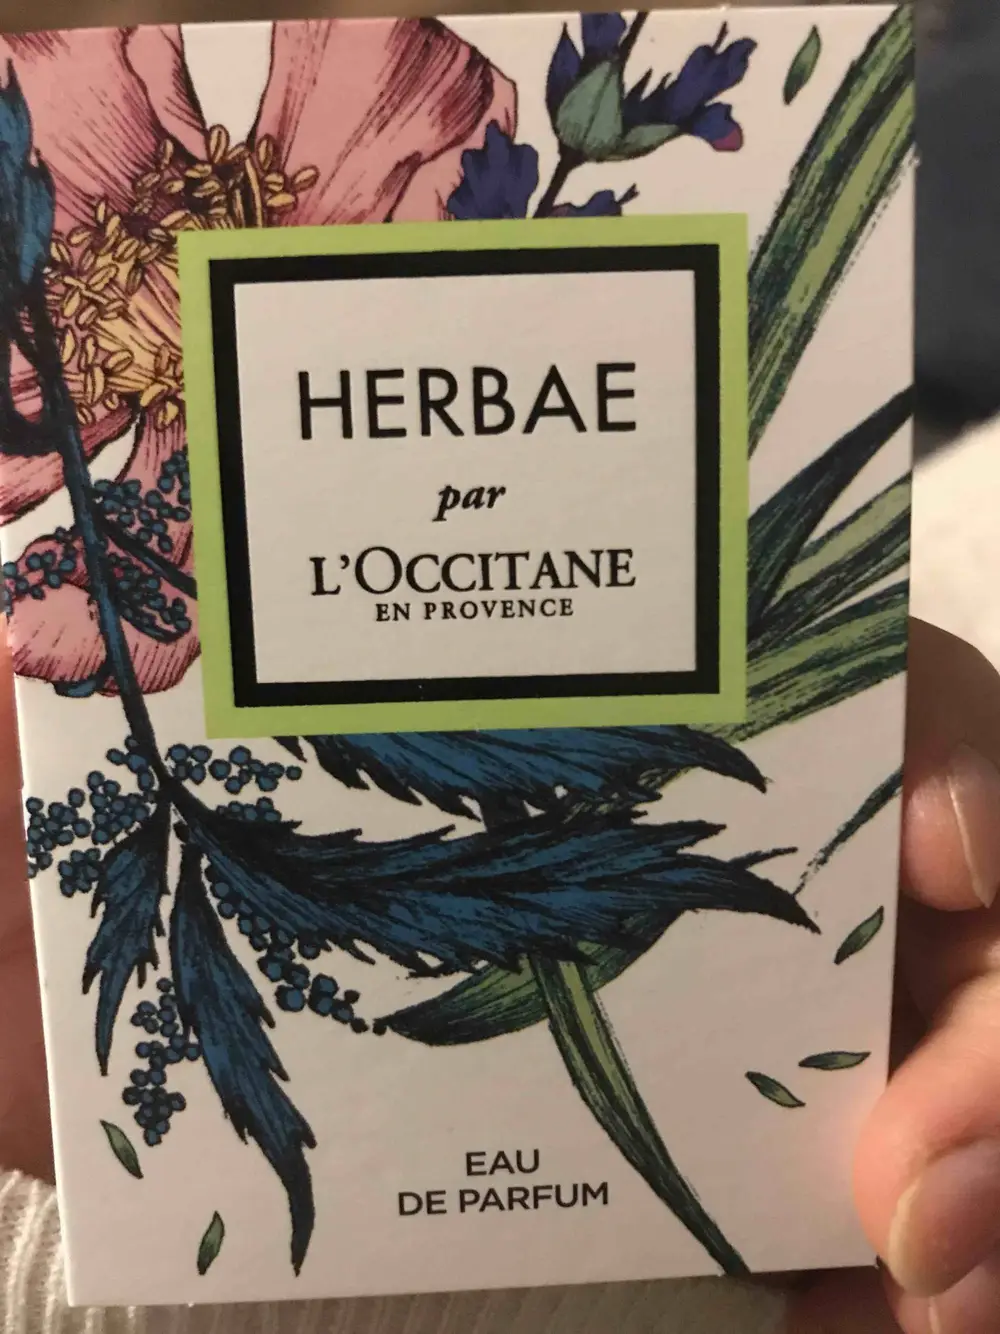 HERBAE
par
L'OCCITANE
EN PROVENCE
EAU
DE PARFUM